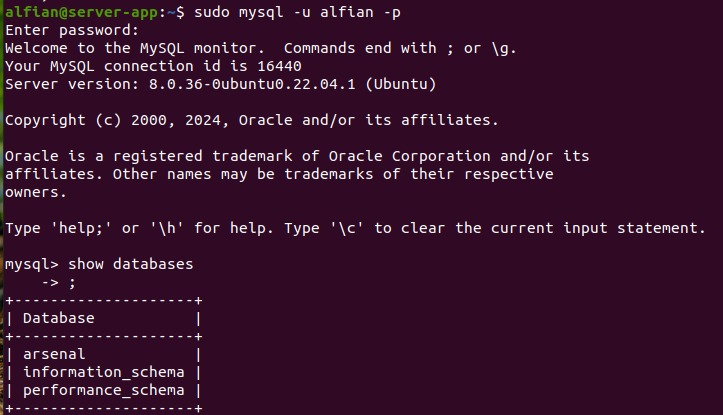 alfian@server-app:~$ sudo mysql -u alfian -p
Enter password:
Welcome to the MySQL monitor.  Commands end with ; or \g.
Your MySQL connection id is 16440
Server version: 8.0.36-0ubuntu0.22.04.1 (Ubuntu)

Copyright (c) 2000, 2024, Oracle and/or its affiliates.

Oracle is a registered trademark of Oracle Corporation and/or its
affiliates. Other names may be trademarks of their respective
owners.

Type 'help;' or '\h' for help. Type '\c' to clear the current input statement.

mysql> show databases
    -> ;
+--------------------+
| Database           |
+--------------------+
| arsenal            |
| information_schema |
| performance_schema |
+--------------------+